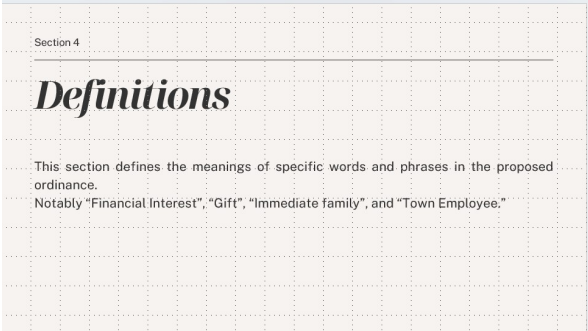 Section 4
Definitions
This section defines the meanings of specific words and phrases in the proposed
ordinance.
Notably “Financial Interest”, “Gift”, “Immediate family”, and “Town Employee.”